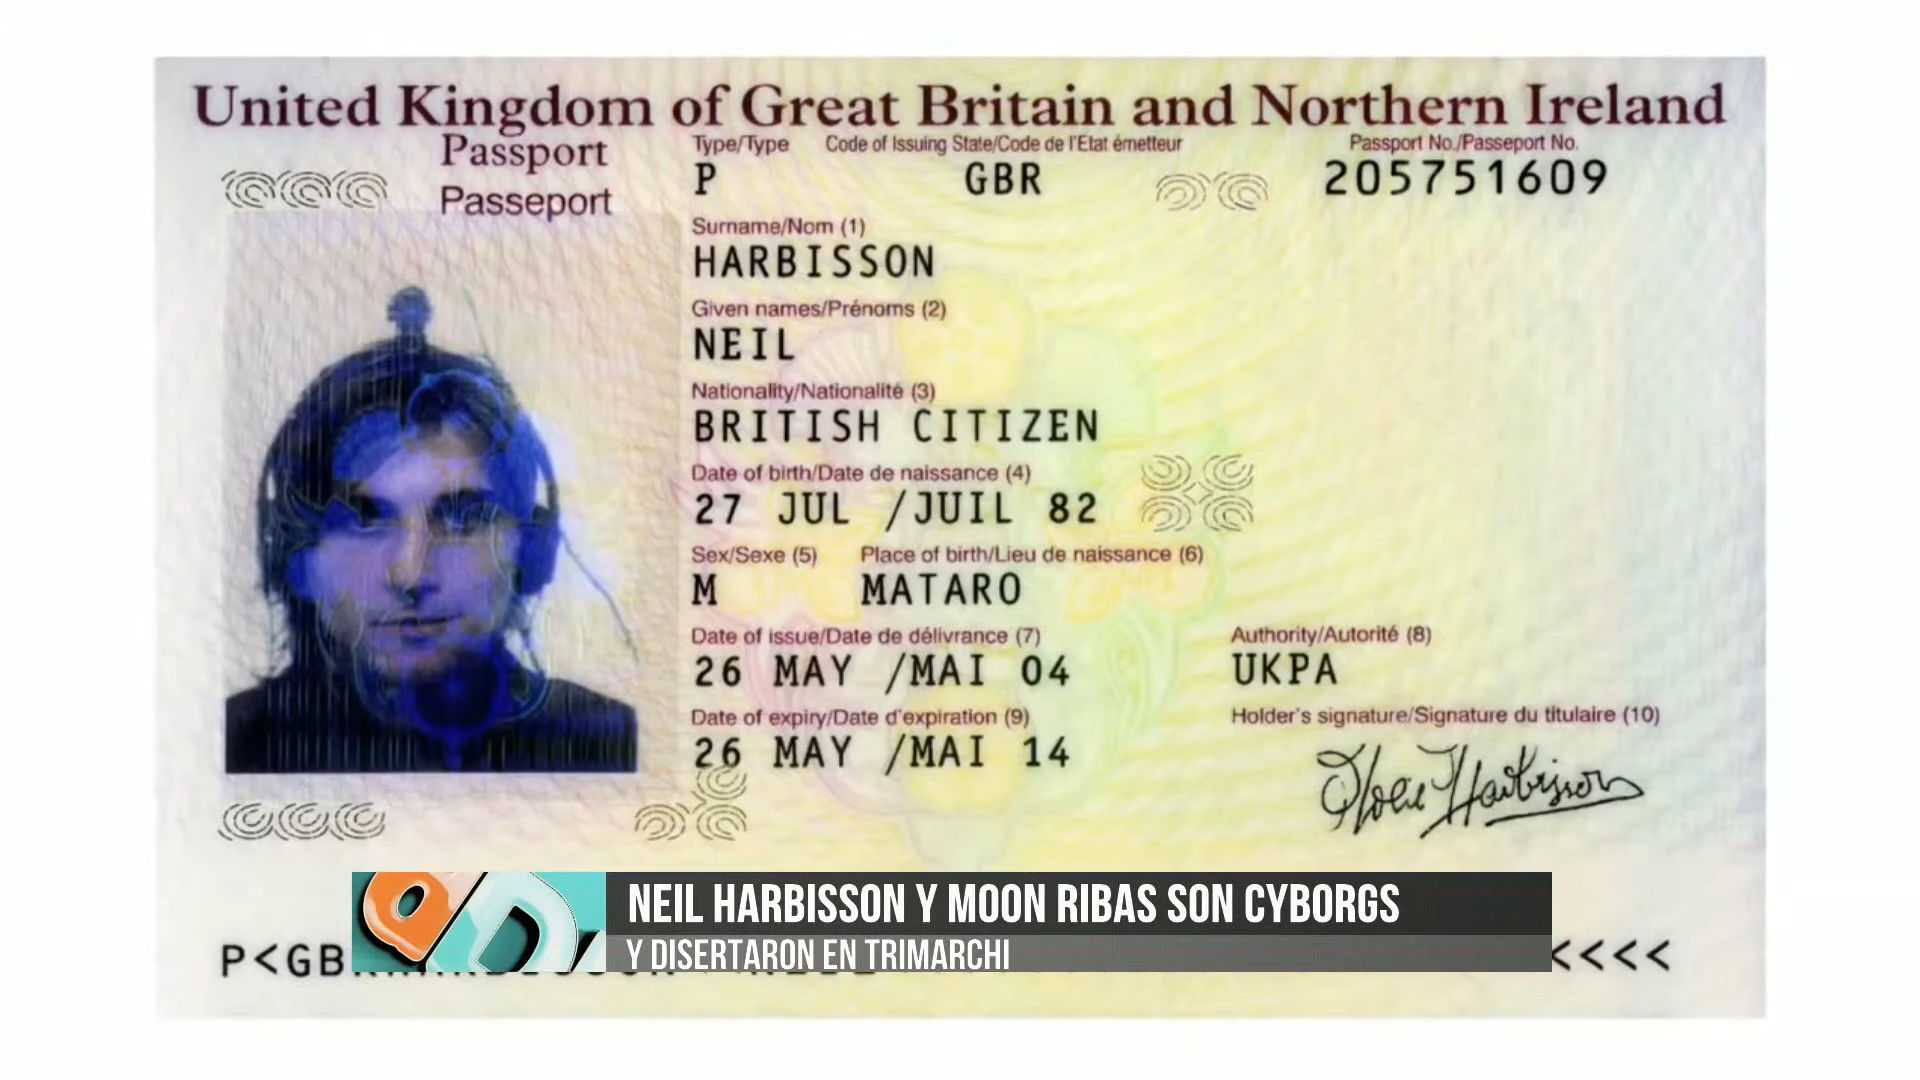 United Kingdom of Great Britain and Northern Ireland
Passport
Passeport
Type/Type Code of Issuing State/Code de l'Etat émetteur Passport No./Passeport No.
P GBR 205751609
Surname/Nom (1)
HARBISSON
Given names/Prénoms (2)
NEIL
Nationality/Nationalité (3)
BRITISH CITIZEN
Date of birth/Date de naissance (4)
27 JUL /JUIL 82
Sex/Sexe (5) Place of birth/Lieu de naissance (6)
M MATARO
Date of issue/Date de délivrance (7) Authority/Autorité (8)
26 MAY /MAI 04 UKPA
Date of expiry/Date d'expiration (9) Holder's signature/Signature du titulaire (10)
26 MAY /MAI 14
Harbisson
NEIL HARBISSON Y MOON RIBAS SON CYBORGS
Y DISERTARON EN TRIMARCHI
P<GB <<<<